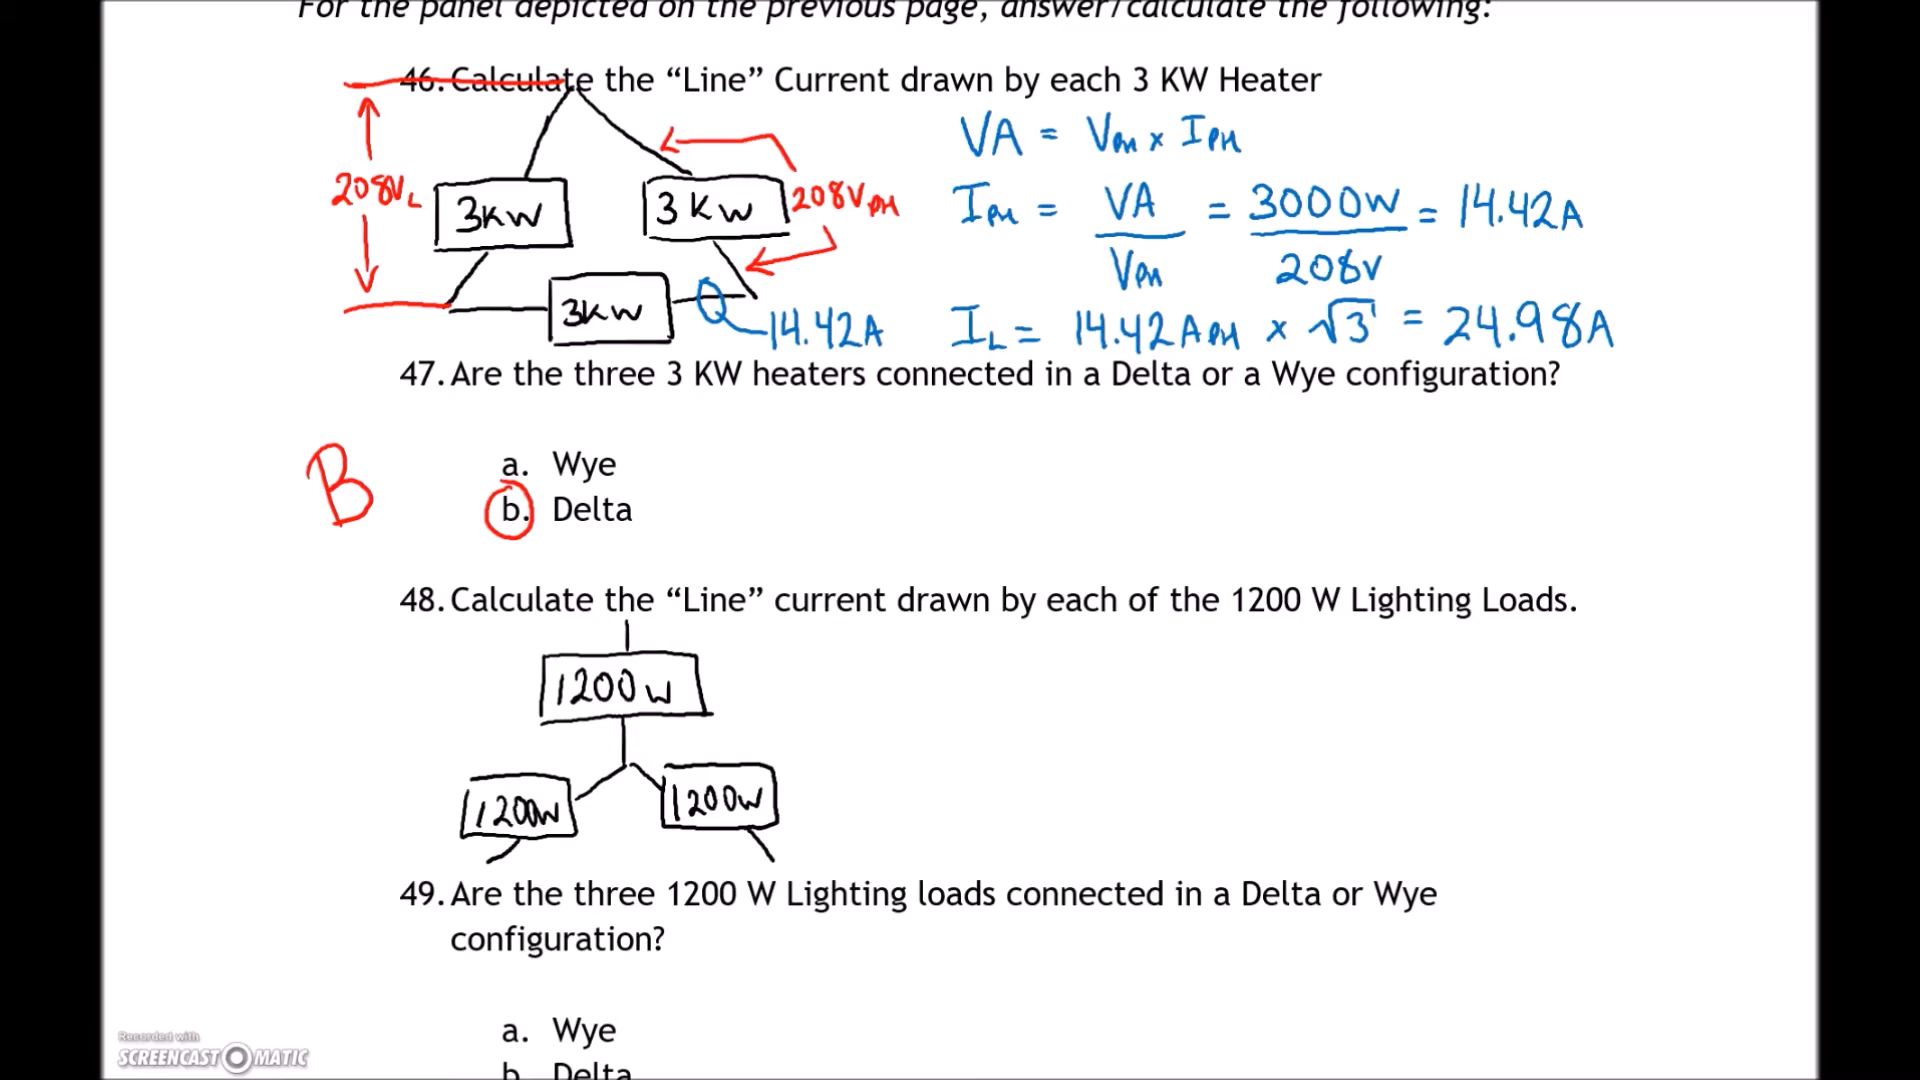 For the panel depicted on the previous page, answer/calculate the following:
46. Calculate the “Line” Current drawn by each 3 KW Heater
VA = VPH x IPH
208VL
3KW
3KW
208VPH
IPH = VA / VPH = 3000W / 208V = 14.42A
3KW
14.42A
IL = 14.42A PH x √3 = 24.98A
47. Are the three 3 KW heaters connected in a Delta or a Wye configuration?
B
a. Wye
b. Delta
48. Calculate the “Line” current drawn by each of the 1200 W Lighting Loads.
1200W
1200W
1200W
49. Are the three 1200 W Lighting loads connected in a Delta or Wye
configuration?
a. Wye
b. Delta
Recorded with
SCREENCAST-O-MATIC